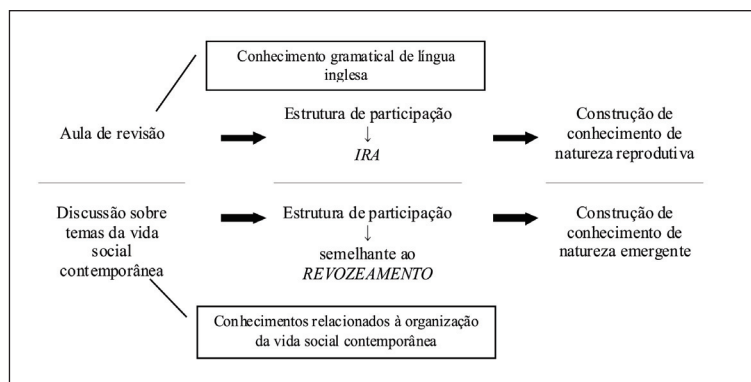 Conhecimento gramatical de língua
inglesa
Aula de revisão
Estrutura de participação
↓
IRA
Construção de
conhecimento de
natureza reprodutiva
Discussão sobre
temas da vida
social
contemporânea
Estrutura de participação
↓
semelhante ao
REVOZEAMENTO
Construção de
conhecimento de
natureza emergente
Conhecimentos relacionados à organização
da vida social contemporânea